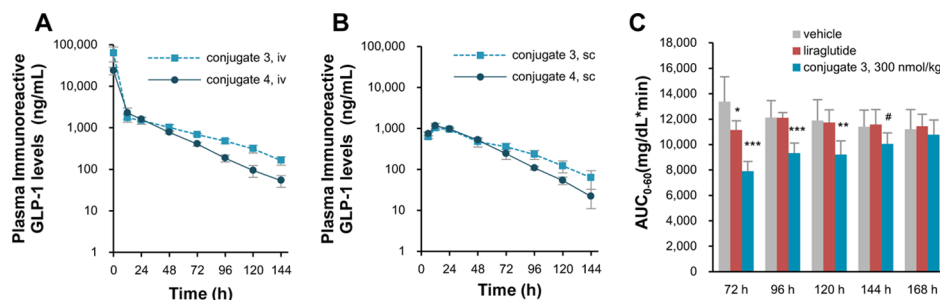 A
Plasma Immunoreactive
GLP-1 levels (ng/mL)
100,000
10,000
1,000
100
10
1
conjugate 3, iv
conjugate 4, iv
0 24 48 72 96 120 144
Time (h)
B
Plasma Immunoreactive
GLP-1 levels (ng/mL)
100,000
10,000
1,000
100
10
1
conjugate 3, sc
conjugate 4, sc
0 24 48 72 96 120 144
Time (h)
C
AUC0-60(mg/dL*min)
18,000
16,000
14,000
12,000
10,000
8,000
6,000
4,000
2,000
0
vehicle
liraglutide
conjugate 3, 300 nmol/kg
* *** *** ** #
72 h 96 h 120 h 144 h 168 h